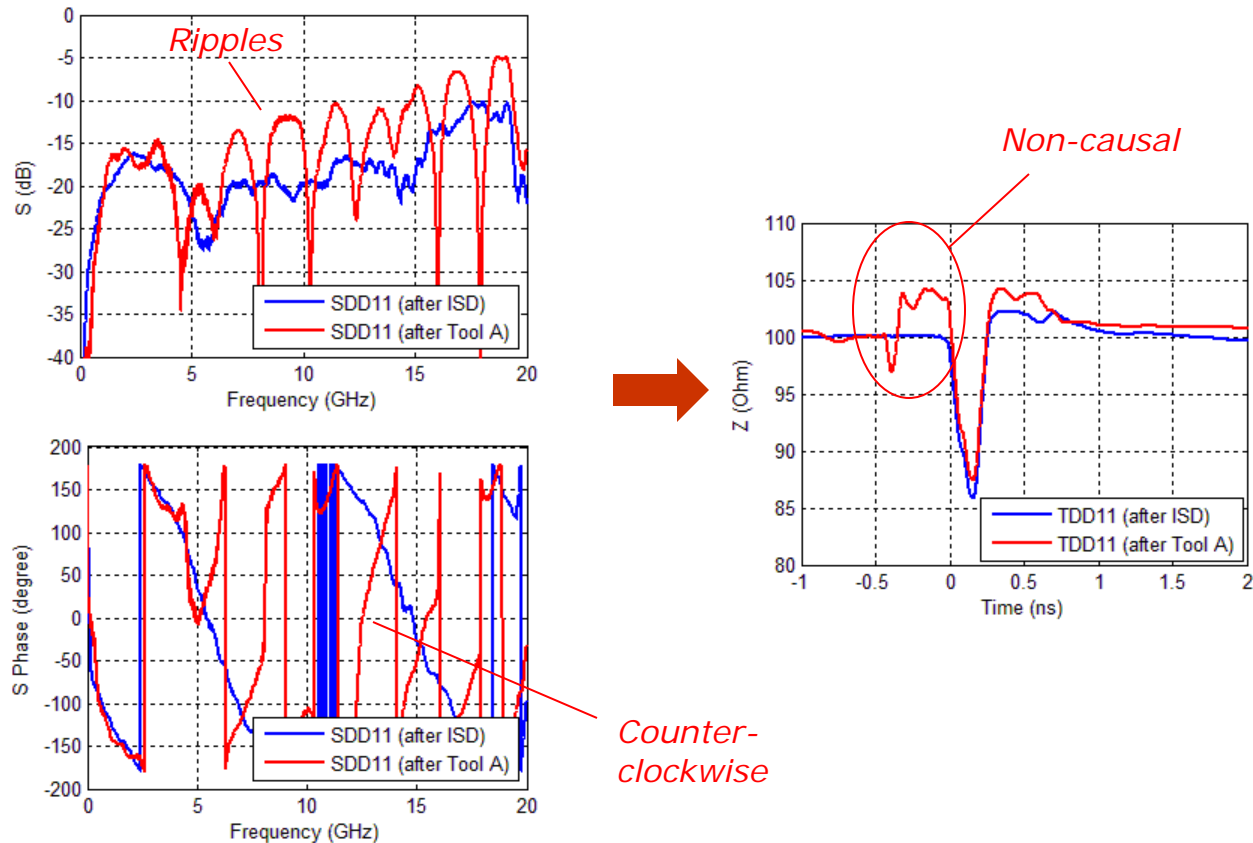 Ripples
0
-5
-10
-15
-20
-25
-30
-35
-40
S (dB)
SDD11 (after ISD)
SDD11 (after Tool A)
0 5 10 15 20
Frequency (GHz)
200
150
100
50
0
-50
-100
-150
-200
S Phase (degree)
SDD11 (after ISD)
SDD11 (after Tool A)
0 5 10 15 20
Frequency (GHz)
Counter-
clockwise
Non-causal
110
105
100
95
90
85
80
Z (Ohm)
TDD11 (after ISD)
TDD11 (after Tool A)
-1 -0.5 0 0.5 1 1.5 2
Time (ns)